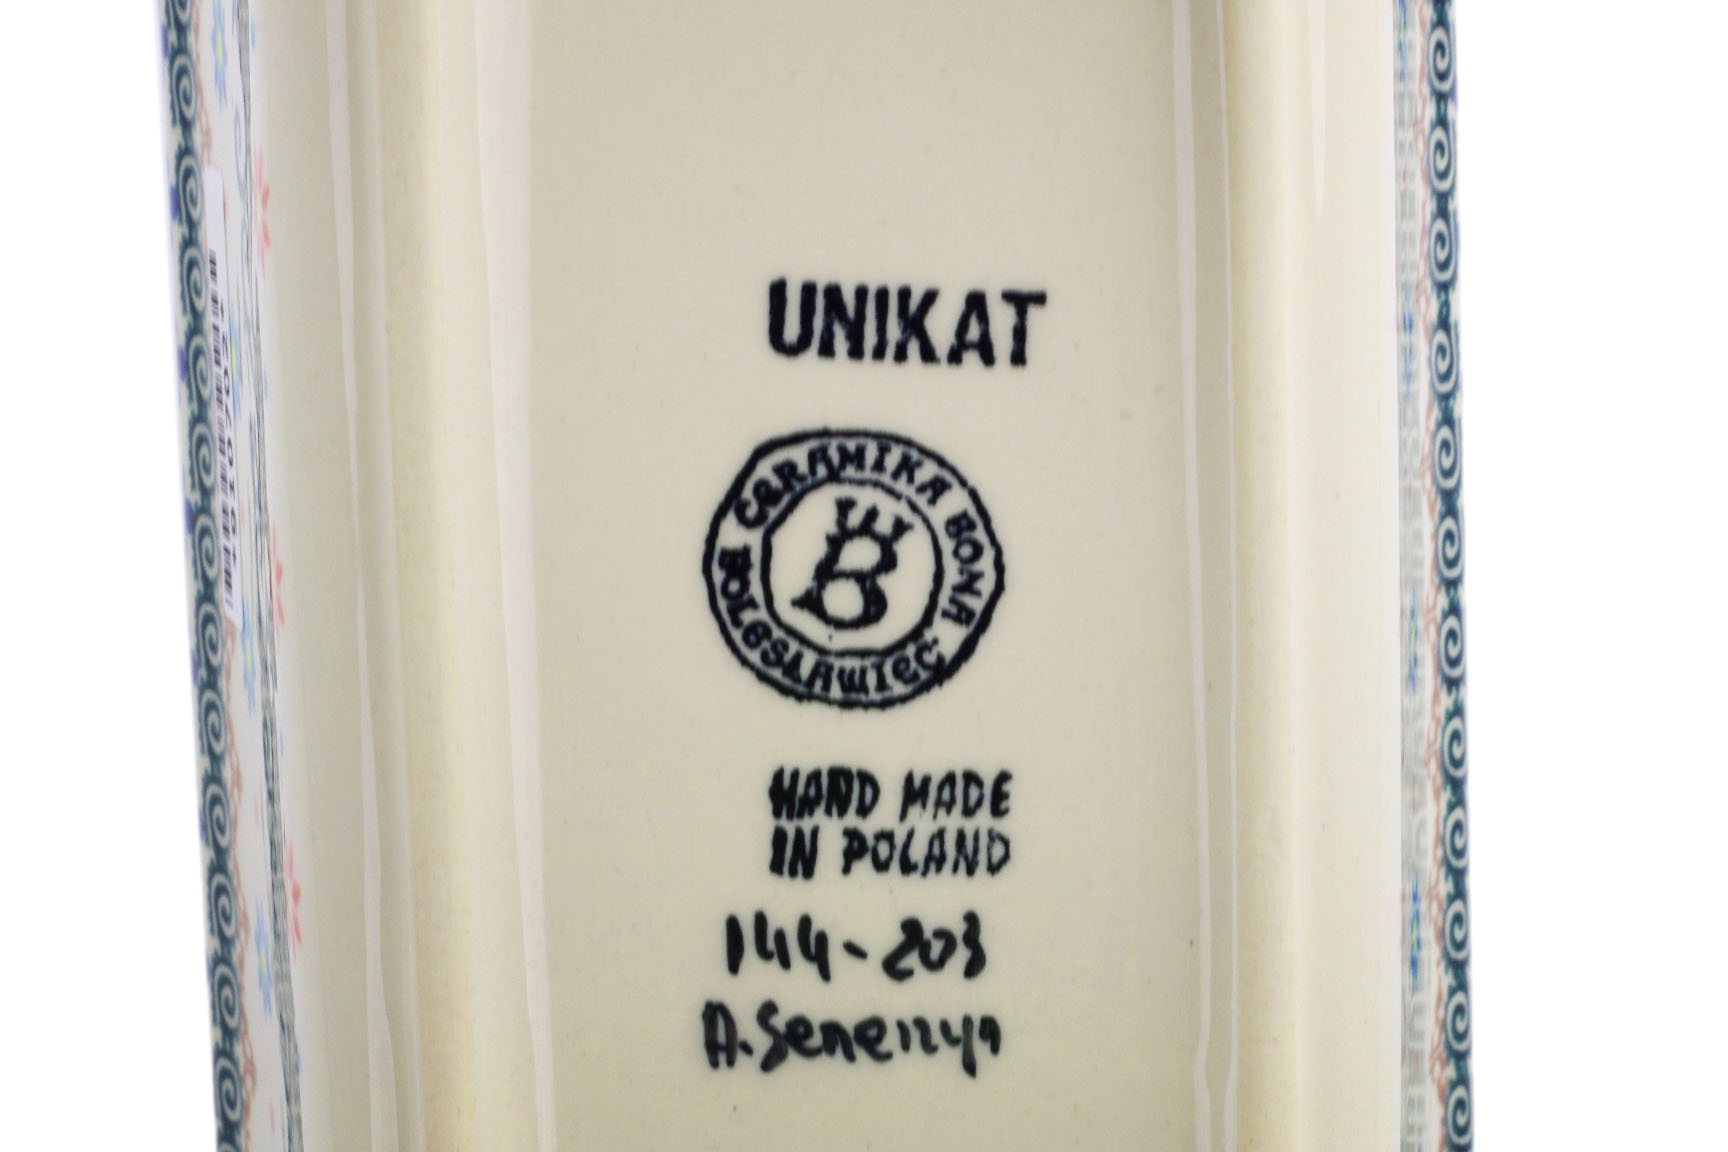 UNIKAT
CERAMIKA BONA
BOLESŁAWIEC
B
HAND MADE
IN POLAND
144-203